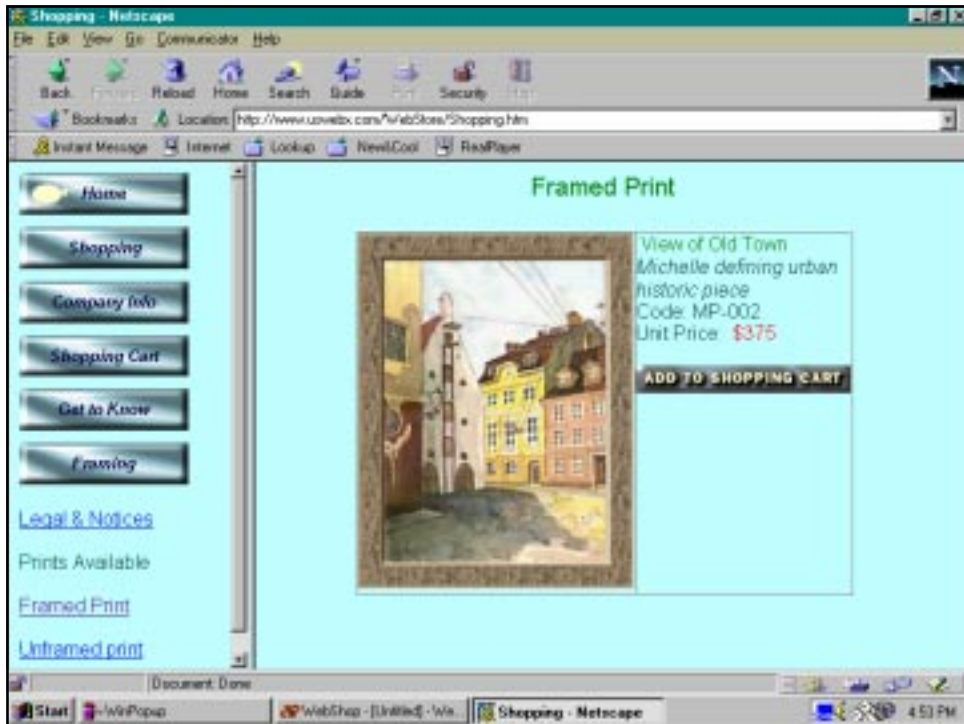 Shopping - Netscape
File Edit View Go Communicator Help
Back Reload Home Search Guide Print Security
Bookmarks Location: http://www.uswebx.com/WebStore/Shopping.htm
Instant Message Internet Lookup New&Cool RealPlayer
Home
Shopping
Company Info
Shopping Cart
Get to Know
Framing
Legal & Notices
Prints Available
Framed Print
Unframed print
Framed Print
View of Old Town
Michelle defining urban
historic piece
Code: MP-002
Unit Price $375
ADD TO SHOPPING CART
Document: Done
Start WinPopup WebShop - [Untitled] - We... Shopping - Netscape 4:53 PM